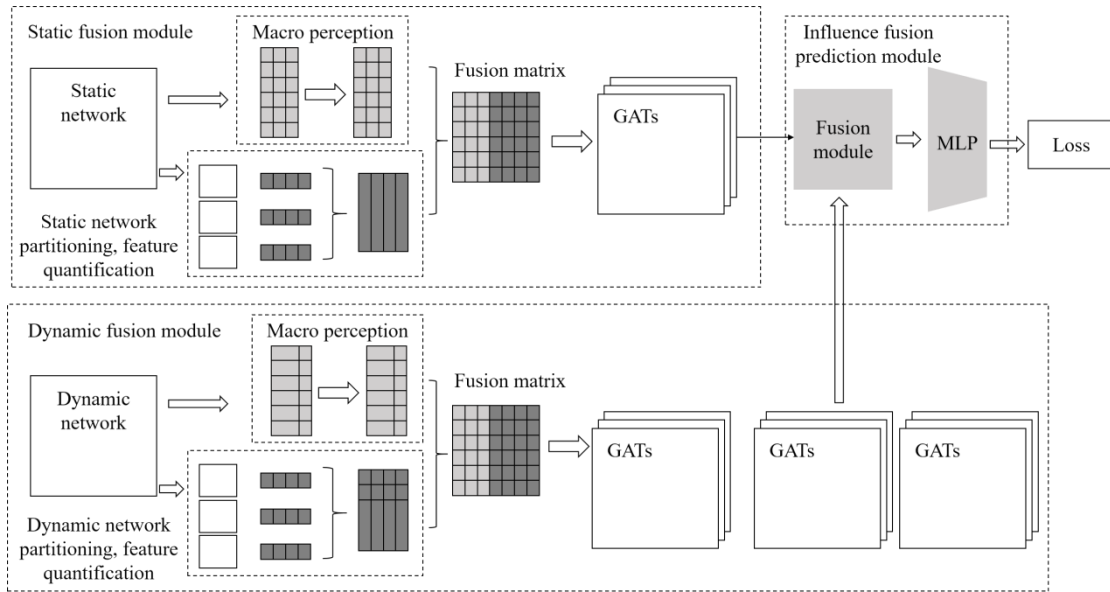 Static fusion module
Macro perception
Static
network
Static network
partitioning, feature
quantification
Fusion matrix
GATs
Influence fusion
prediction module
Fusion
module
MLP
Loss
Dynamic fusion module
Macro perception
Dynamic
network
Dynamic network
partitioning, feature
quantification
Fusion matrix
GATs
GATs
GATs